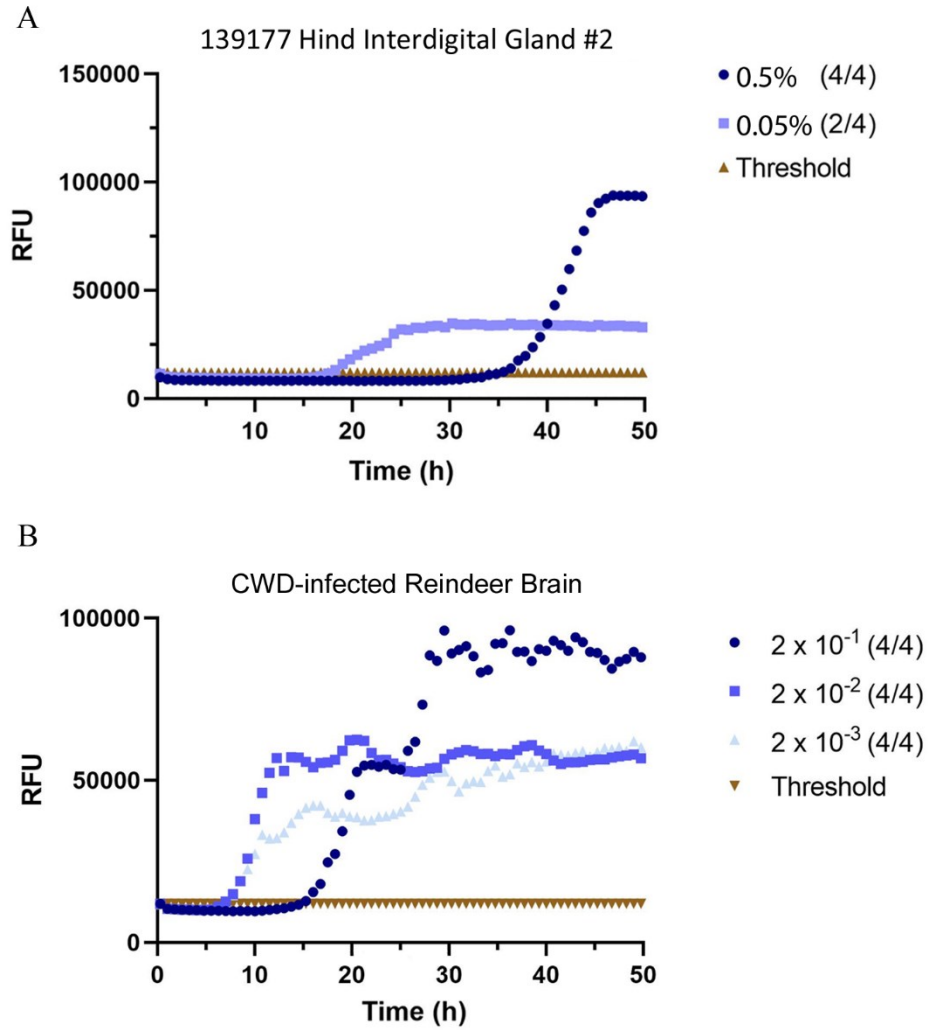 A
139177 Hind Interdigital Gland #2
150000
100000
50000
0
RFU
10
20
30
40
50
Time (h)
0.5% (4/4)
0.05% (2/4)
Threshold
B
CWD-infected Reindeer Brain
100000
50000
0
RFU
0
10
20
30
40
50
Time (h)
2 x 10⁻¹ (4/4)
2 x 10⁻² (4/4)
2 x 10⁻³ (4/4)
Threshold